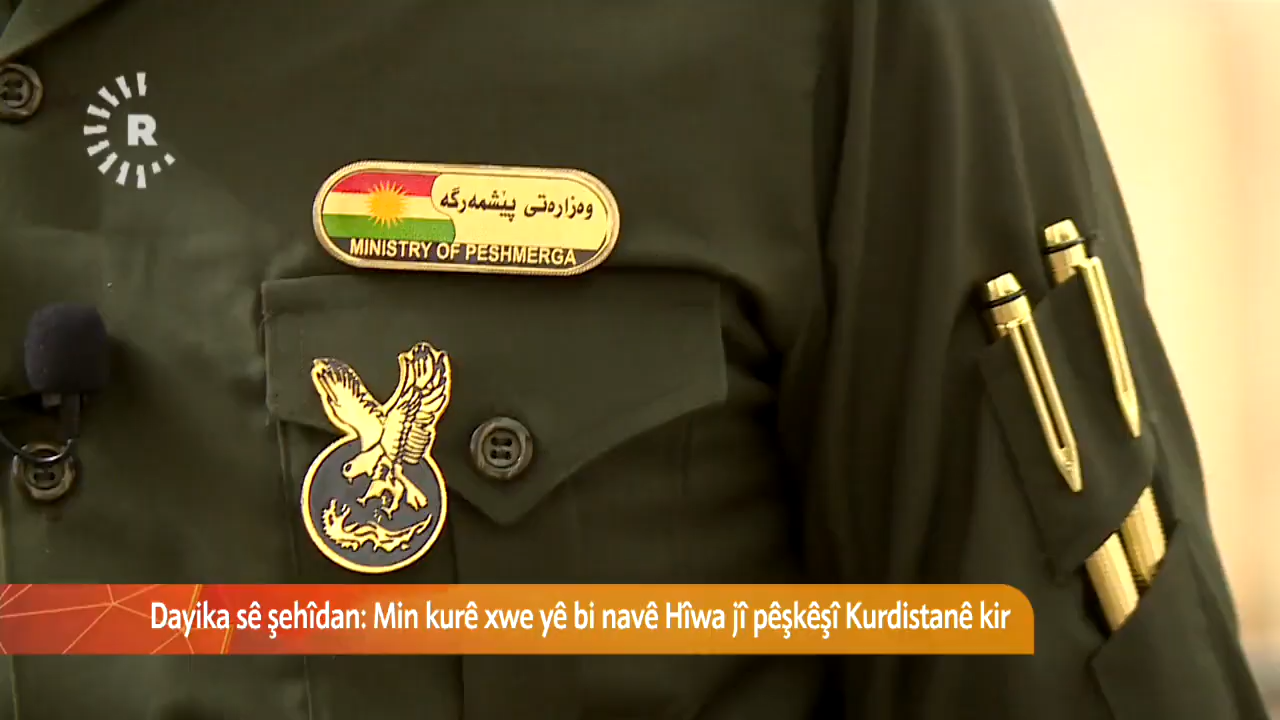 R
وەزارەتی پێشمەرگە
MINISTRY OF PESHMERGA
Dayika sê şehîdan: Min kurê xwe yê bi navê Hîwa jî pêşkêşî Kurdistanê kir